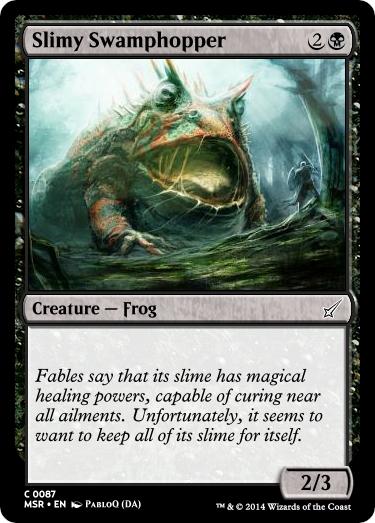 Slimy Swamphopper 2
Creature — Frog
Fables say that its slime has magical
healing powers, capable of curing near
all ailments. Unfortunately, it seems to
want to keep all of its slime for itself.
2/3
C 0087
MSR • EN PabloQ (DA)
™ & © 2014 Wizards of the Coast